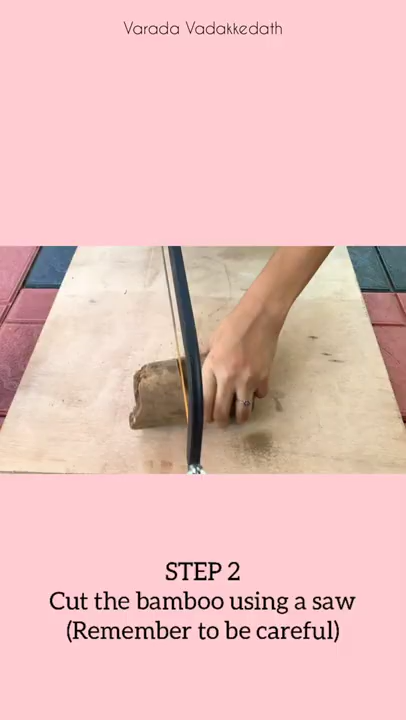 Varada Vadakkedath
STEP 2
Cut the bamboo using a saw
(Remember to be careful)